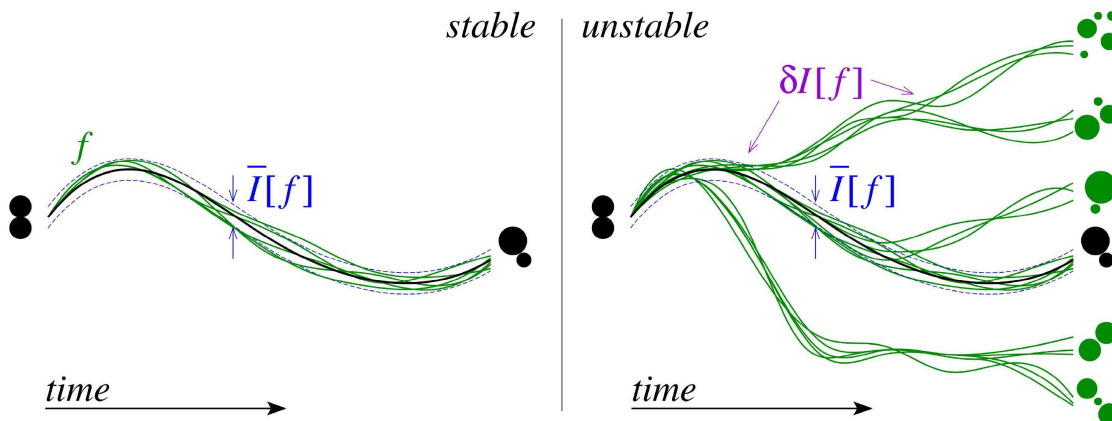 stable
unstable
δI[f]
f
I̅[f]
I̅[f]
time
time